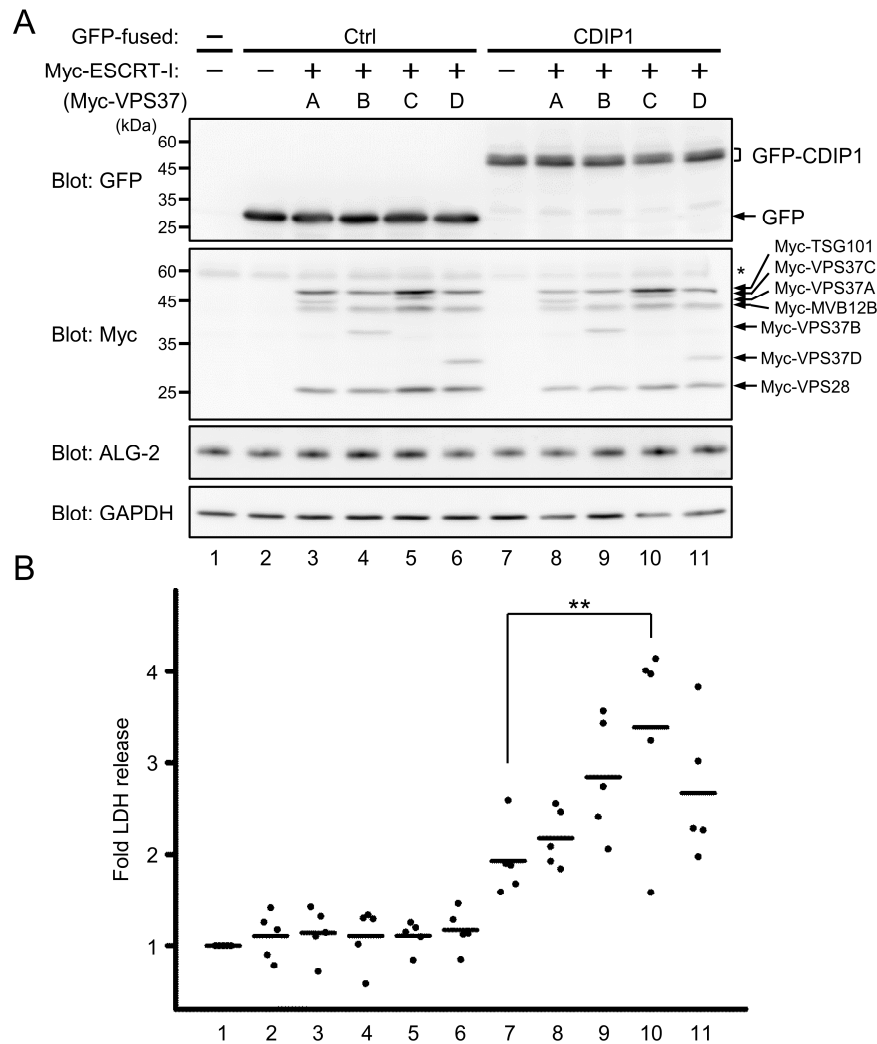 A
GFP-fused: – Ctrl CDIP1
Myc-ESCRT-I: – – + + + + – + + + +
(Myc-VPS37) A B C D A B C D
(kDa)
60
45
35
25
Blot: GFP
GFP-CDIP1
GFP
60
45
35
25
Blot: Myc
*
Myc-TSG101
Myc-VPS37C
Myc-VPS37A
Myc-MVB12B
Myc-VPS37B
Myc-VPS37D
Myc-VPS28
Blot: ALG-2
Blot: GAPDH
1 2 3 4 5 6 7 8 9 10 11
B
**
4
3
2
1
Fold LDH release
1 2 3 4 5 6 7 8 9 10 11